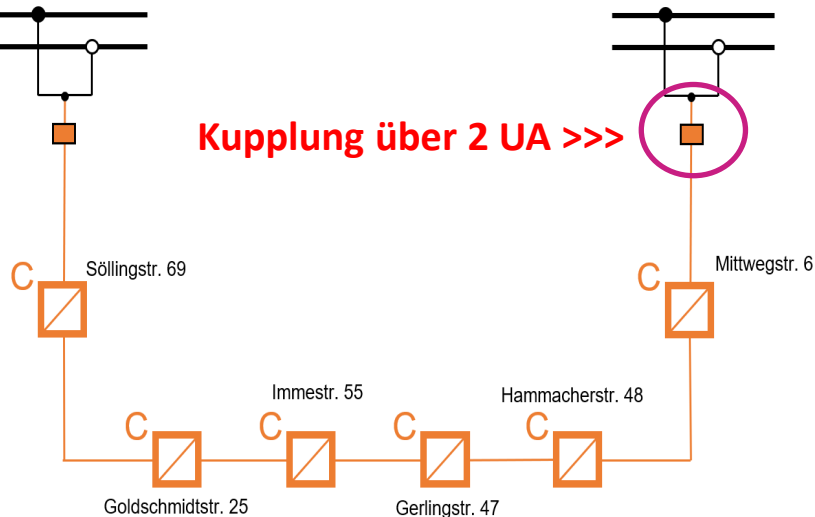 Kupplung über 2 UA >>>
C Söllingstr. 69
C Mittwegstr. 6
C Immestr. 55
C Hammacherstr. 48
C Goldschmidtstr. 25
C Gerlingstr. 47